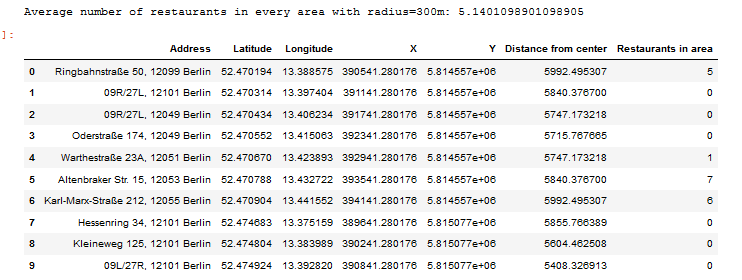 Average number of restaurants in every area with radius=300m: 5.1401098901098905
]:
Address Latitude Longitude X Y Distance from center Restaurants in area
0 Ringbahnstraße 50, 12099 Berlin 52.470194 13.388575 390541.280176 5.814557e+06 5992.495307 5
1 09R/27L, 12101 Berlin 52.470314 13.397404 391141.280176 5.814557e+06 5840.376700 0
2 09R/27L, 12049 Berlin 52.470434 13.406234 391741.280176 5.814557e+06 5747.173218 0
3 Oderstraße 174, 12049 Berlin 52.470552 13.415063 392341.280176 5.814557e+06 5715.767665 0
4 Warthestraße 23A, 12051 Berlin 52.470670 13.423893 392941.280176 5.814557e+06 5747.173218 1
5 Altenbraker Str. 15, 12053 Berlin 52.470788 13.432722 393541.280176 5.814557e+06 5840.376700 7
6 Karl-Marx-Straße 212, 12055 Berlin 52.470904 13.441552 394141.280176 5.814557e+06 5992.495307 6
7 Hessenring 34, 12101 Berlin 52.474683 13.375159 389641.280176 5.815077e+06 5855.766389 0
8 Kleineweg 125, 12101 Berlin 52.474804 13.383989 390241.280176 5.815077e+06 5604.462508 0
9 09L/27R, 12101 Berlin 52.474924 13.392820 390841.280176 5.815077e+06 5408.326913 0